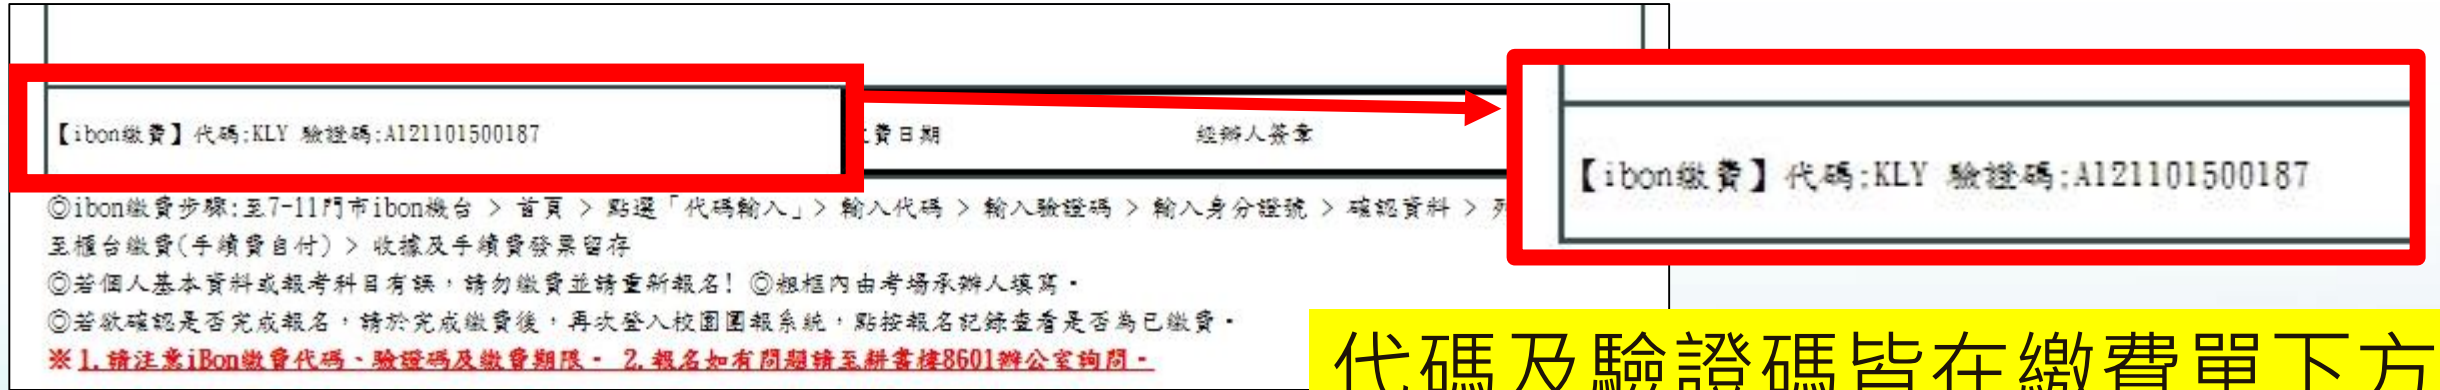 【ibon繳費】代碼:KLY 驗證碼:A121101500187
費日期
經辦人簽章
【ibon繳費】代碼:KLY 驗證碼:A121101500187
◎ibon繳費步驟:至7-11門市ibon機台 > 首頁 > 點選「代碼輸入」> 輸入代碼 > 輸入驗證碼 > 輸入身分證號 > 確認資料 >
至櫃台繳費(手續費自付) > 收據及手續費發票留存
◎若個人基本資料或報考科目有誤，請勿繳費並請重新報名! ◎粗框內由考場承辦人填寫。
◎若欲確認是否完成報名，請於完成繳費後，再次登入校園團報系統，點按報名記錄查看是否為已繳費。
※1.請注意iBon繳費代碼、驗證碼及繳費期限。 2.報名如有問題請至耕書樓8601辦公室詢問。
代碼及驗證碼皆在繳費單下方